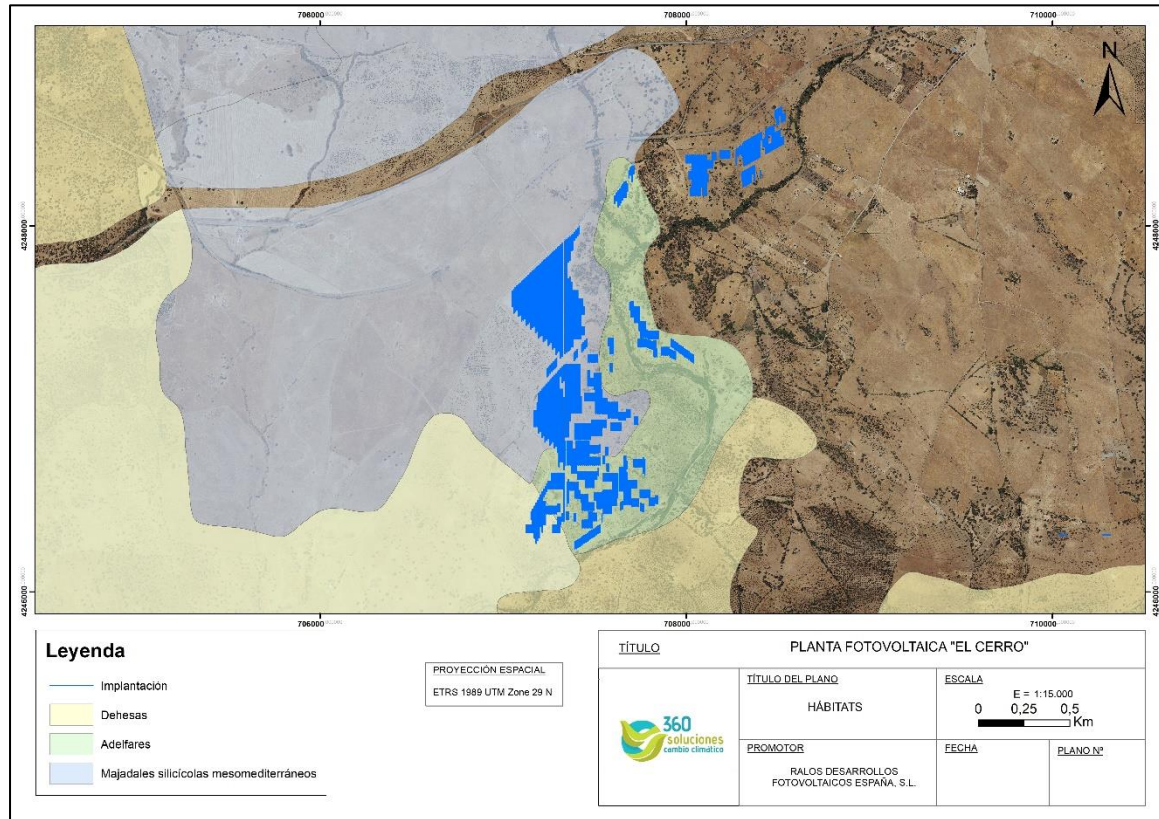 706000
708000
710000
N
4248000
4248000
4246000
4246000
706000
708000
710000
Leyenda
Implantación
Dehesas
Adelfares
Majadales silicícolas mesomediterráneos
PROYECCIÓN ESPACIAL
ETRS 1989 UTM Zone 29 N
TÍTULO
PLANTA FOTOVOLTAICA "EL CERRO"
360
soluciones
cambio climático
TÍTULO DEL PLANO
HÁBITATS
ESCALA
E = 1:15.000
0 0,25 0,5
Km
PROMOTOR
RALOS DESARROLLOS
FOTOVOLTAICOS ESPAÑA, S.L.
FECHA
PLANO Nº